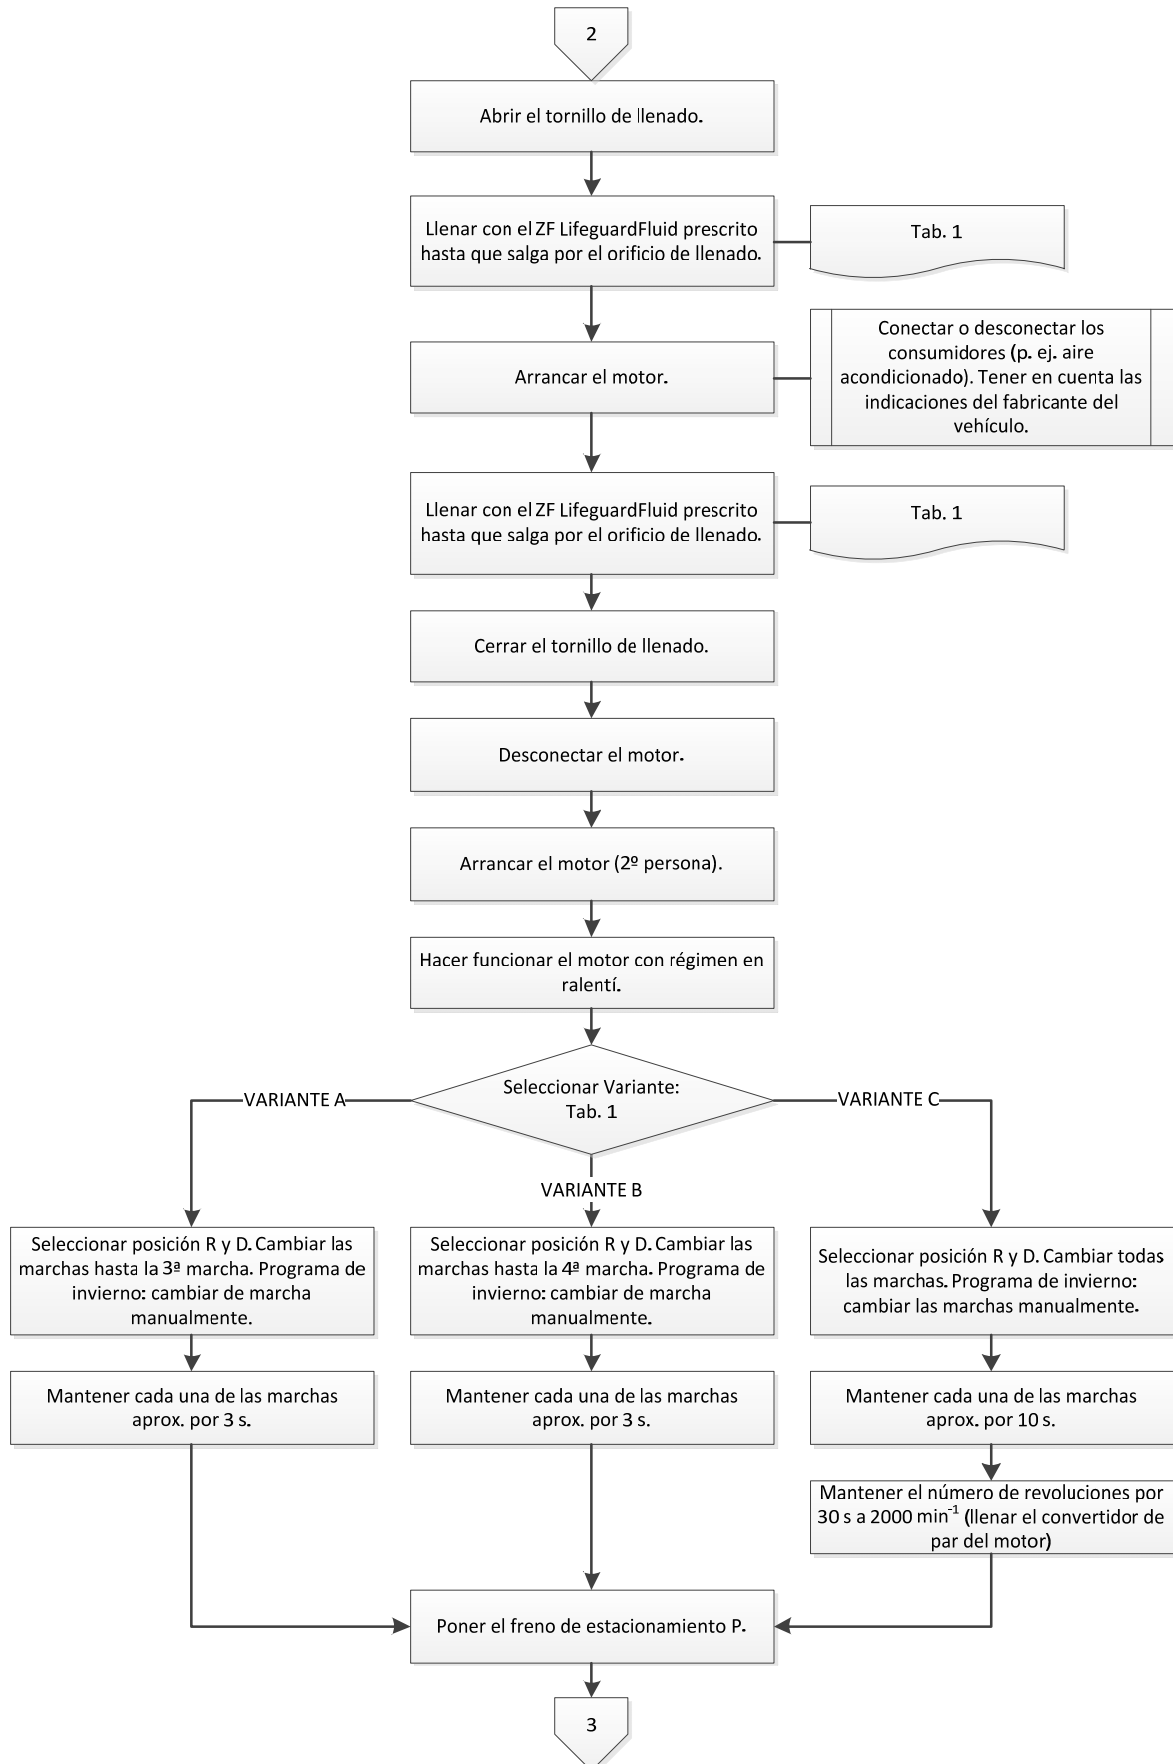 2
Abrir el tornillo de llenado.
Llenar con el ZF LifeguardFluid prescrito
hasta que salga por el orificio de llenado.
Tab. 1
Arrancar el motor.
Conectar o desconectar los
consumidores (p. ej. aire
acondicionado). Tener en cuenta las
indicaciones del fabricante del
vehículo.
Llenar con el ZF LifeguardFluid prescrito
hasta que salga por el orificio de llenado.
Tab. 1
Cerrar el tornillo de llenado.
Desconectar el motor.
Arrancar el motor (2º persona).
Hacer funcionar el motor con régimen en
ralentí.
Seleccionar Variante:
Tab. 1
VARIANTE A
VARIANTE B
VARIANTE C
Seleccionar posición R y D. Cambiar las
marchas hasta la 3ª marcha. Programa de
invierno: cambiar de marcha
manualmente.
Seleccionar posición R y D. Cambiar las
marchas hasta la 4ª marcha. Programa de
invierno: cambiar de marcha
manualmente.
Seleccionar posición R y D. Cambiar todas
las marchas. Programa de invierno:
cambiar las marchas manualmente.
Mantener cada una de las marchas
aprox. por 3 s.
Mantener cada una de las marchas
aprox. por 3 s.
Mantener cada una de las marchas
aprox. por 10 s.
Mantener el número de revoluciones por
30 s a 2000 min⁻¹ (llenar el convertidor de
par del motor)
Poner el freno de estacionamiento P.
3